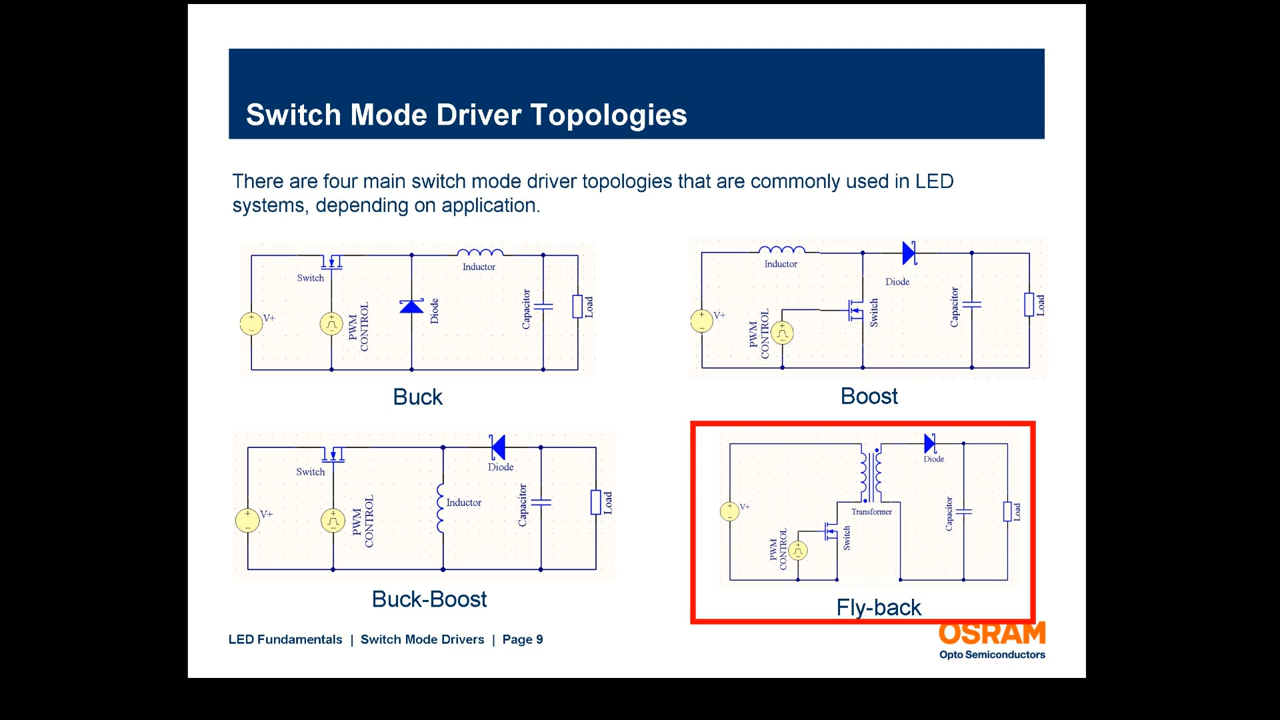 Switch Mode Driver Topologies
There are four main switch mode driver topologies that are commonly used in LED
systems, depending on application.
Switch
V+
PWM
CONTROL
Diode
Inductor
Capacitor
Load
Buck
Inductor
V+
PWM
CONTROL
Switch
Diode
Capacitor
Load
Boost
Switch
V+
PWM
CONTROL
Inductor
Diode
Capacitor
Load
Buck-Boost
V+
PWM
CONTROL
Switch
Transformer
Diode
Capacitor
Load
Fly-back
LED Fundamentals | Switch Mode Drivers | Page 9
OSRAM
Opto Semiconductors